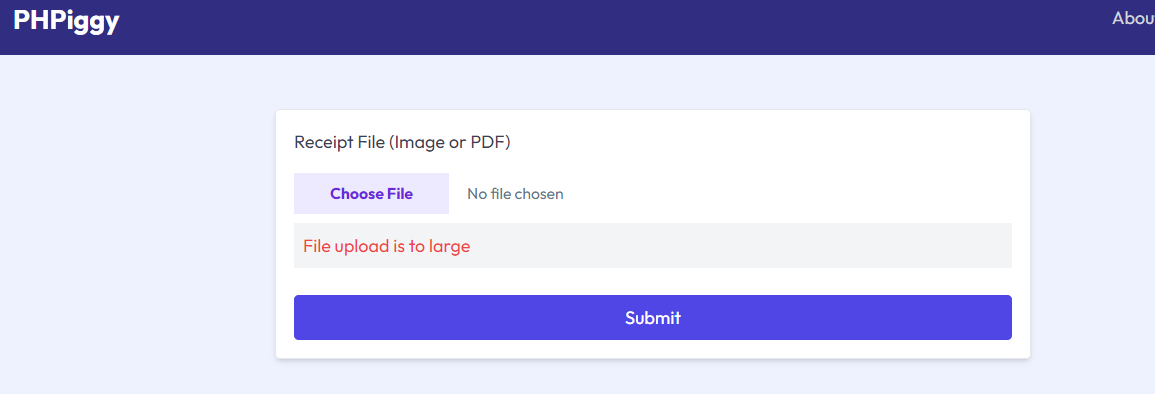 PHPiggy
Abou
Receipt File (Image or PDF)
Choose File No file chosen
File upload is to large
Submit